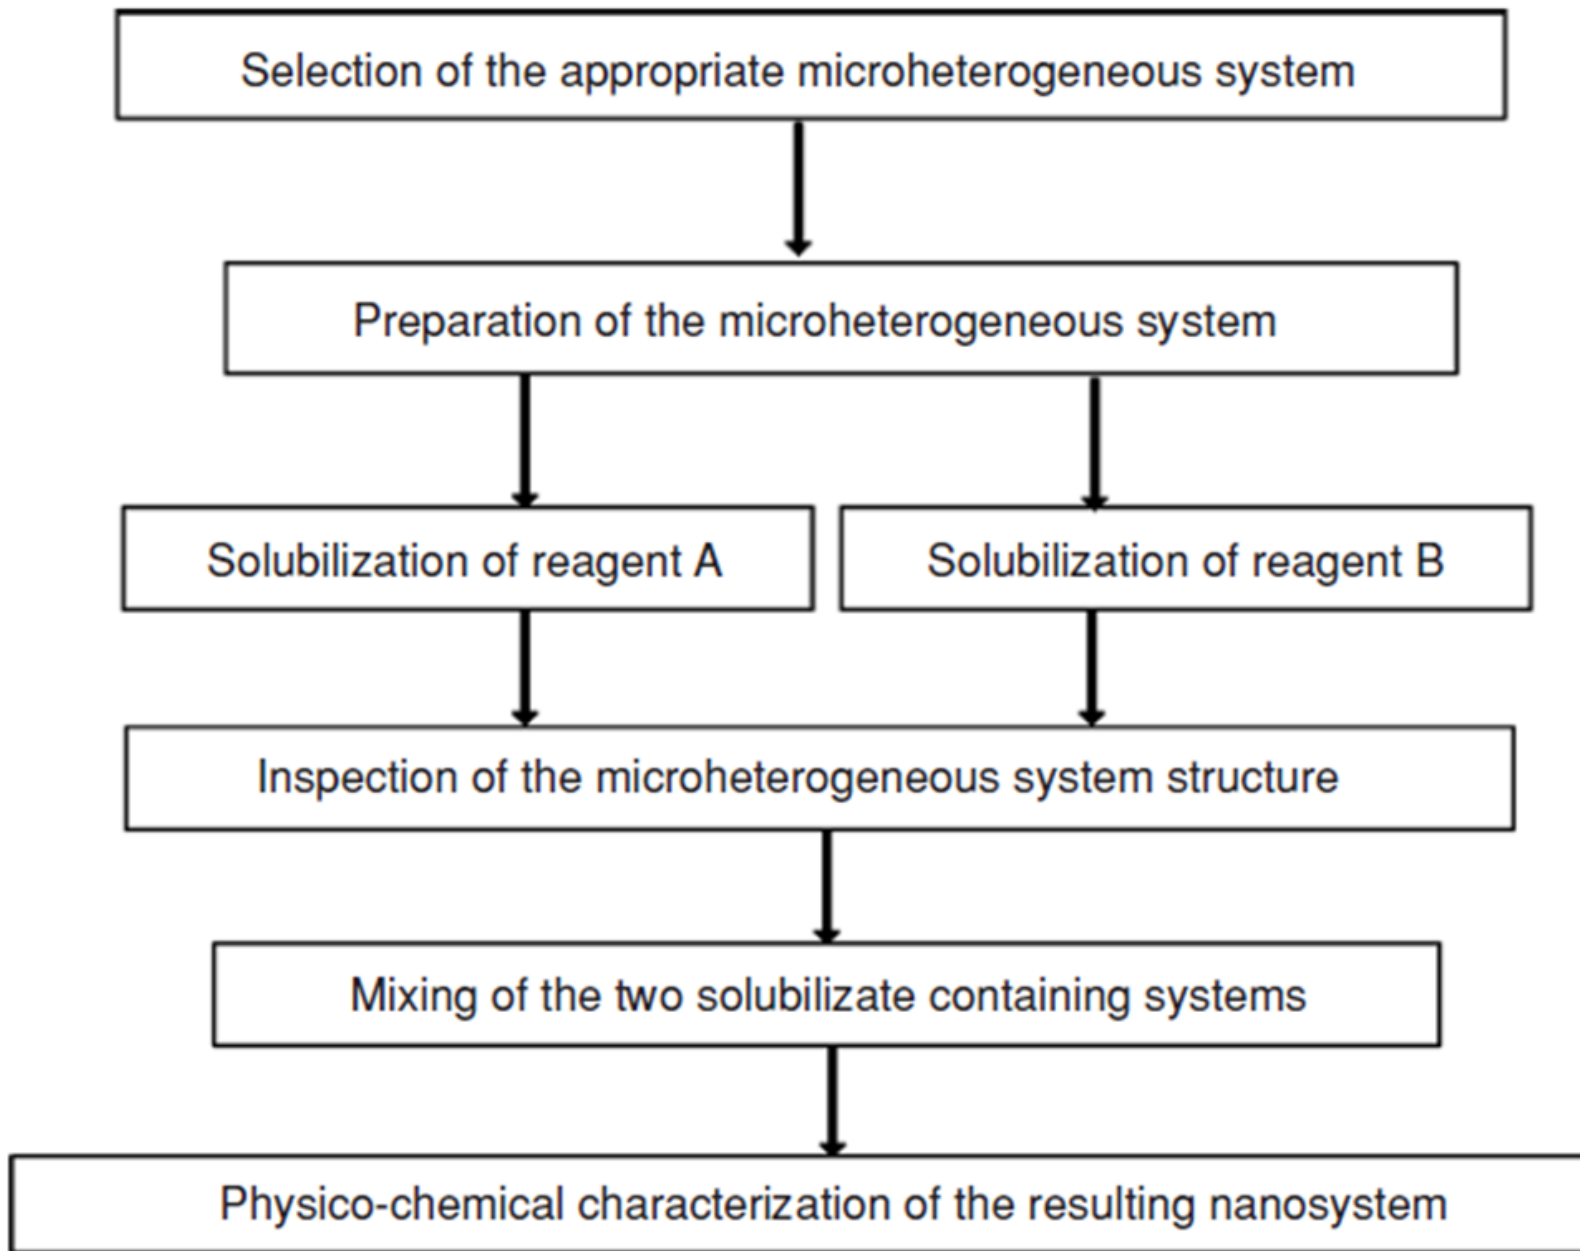 Selection of the appropriate microheterogeneous system
Preparation of the microheterogeneous system
Solubilization of reagent A
Solubilization of reagent B
Inspection of the microheterogeneous system structure
Mixing of the two solubilizate containing systems
Physico-chemical characterization of the resulting nanosystem